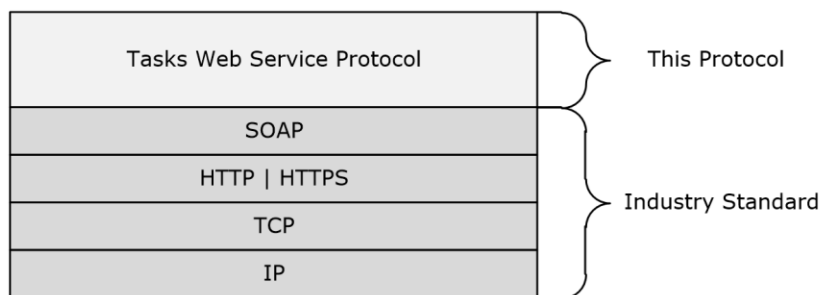 Tasks Web Service Protocol
This Protocol
SOAP
HTTP | HTTPS
TCP
IP
Industry Standard